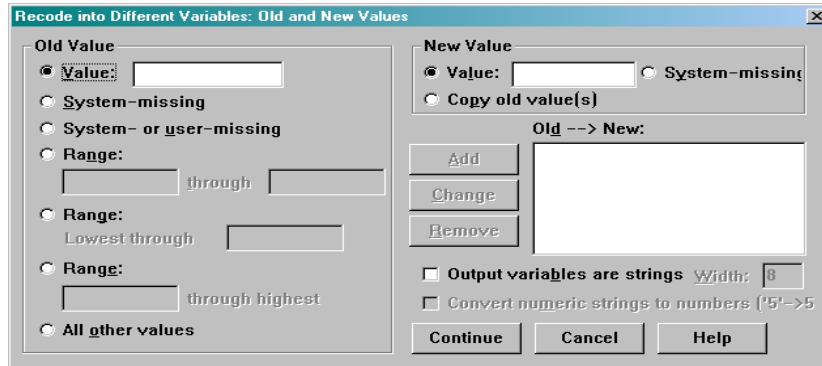 Recode into Different Variables: Old and New Values
Old Value
Value:
System-missing
System- or user-missing
Range:
through
Range:
Lowest through
Range:
through highest
All other values
New Value
Value:
System-missing
Copy old value(s)
Old --> New:
Add
Change
Remove
Output variables are strings Width: 8
Convert numeric strings to numbers ('5'->5
Continue Cancel Help